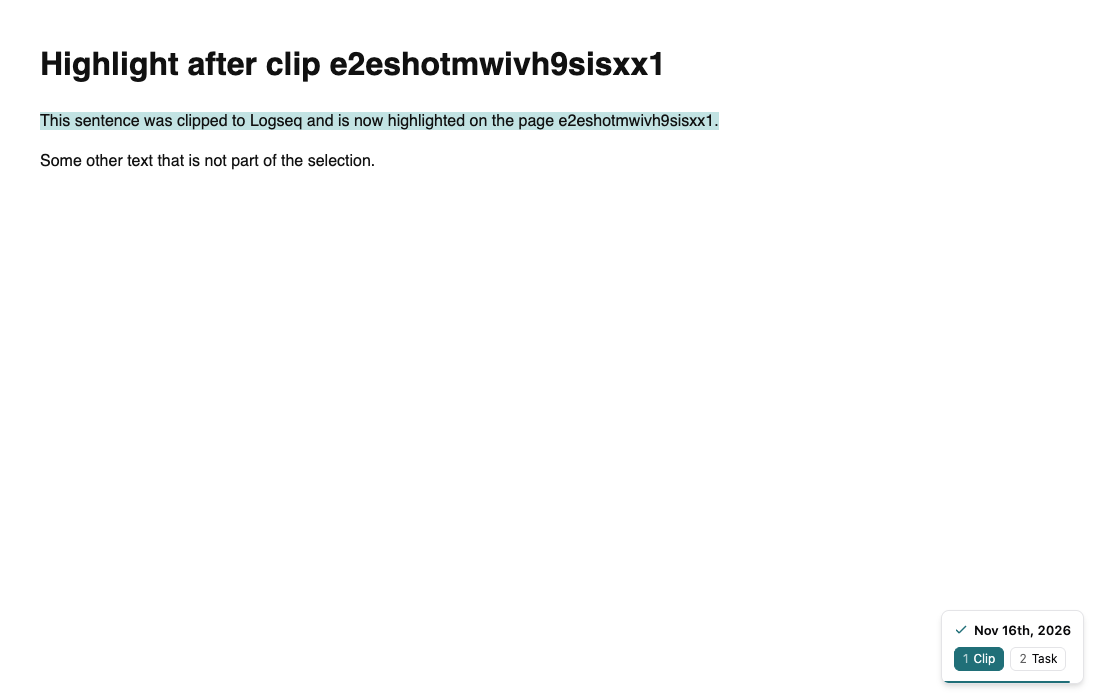 Highlight after clip e2eshotmwivh9sisxx1
This sentence was clipped to Logseq and is now highlighted on the page e2eshotmwivh9sisxx1.
Some other text that is not part of the selection.
Nov 16th, 2026
1 Clip 2 Task